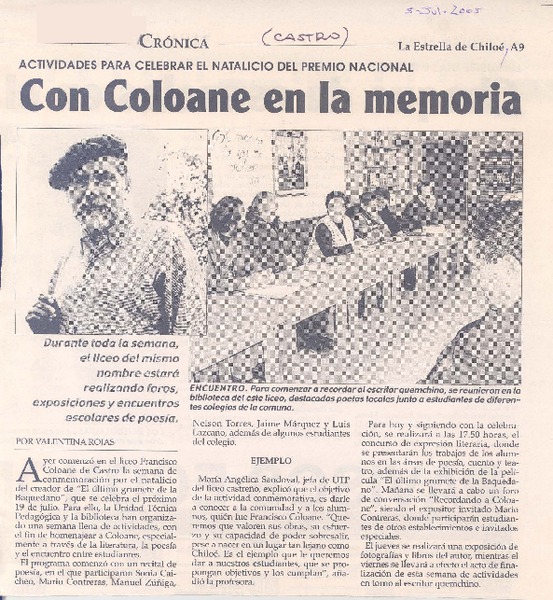 5-Jul-2005
CRÓNICA
(CASTRO)
La Estrella de Chiloé, A9
ACTIVIDADES PARA CELEBRAR EL NATALICIO DEL PREMIO NACIONAL
Con Coloane en la memoria
Durante toda la semana,
el liceo del mismo
nombre estará
realizando foros,
exposiciones y encuentros
escolares de poesía.
ENCUENTRO. Para comenzar a recordar al escritor quemchino, se reunieron en la
biblioteca del este liceo, destacados poetas locales junto a estudiantes de diferen-
tes colegios de la comuna.
POR VALENTINA ROJAS
Ayer comenzó en el liceo Francisco
Coloane de Castro la semana de
conmemoración por el natalicio
del creador de "El último grumete de la
Baquedano", que se celebra el próximo
19 de julio. Para ello, la Unidad Técnica
Pedagógica y la biblioteca han organiza-
do una semana llena de actividades, con
el fin de homenajear a Coloane, especial-
mente a través de la literatura, la poesía
y el encuentro entre estudiantes.
El programa comenzó con un recital de
poesía, en el que participaron Sonia Cai-
cheo, Mario Contreras, Manuel Zúñiga,
Nelson Torres, Jaime Márquez y Luis
Lazcano, además de algunos estudiantes
del colegio.
EJEMPLO
María Angélica Sandoval, jefa de UTP
del liceo castreño, explicó que el objetivo
de la actividad conmemorativa, es darle
a conocer a la comunidad y a los alum-
nos, quién fue Francisco Coloane. "Que-
remos que valoren sus obras, su esfuer-
zo y su capacidad de poder sobresalir,
pese a nacer en un lugar tan lejano como
Chiloé. Es el ejemplo que le queremos
dar a nuestros estudiantes, que se pro-
pongan objetivos y los cumplan", aña-
dió la profesora.
Para hoy y siguiendo con la celebra-
ción, se realizará a las 17.50 horas, el
concurso de expresión literaria, donde
se presentarán los trabajos de los alum-
nos en las áreas de poesía, cuento y tea-
tro, además de la exhibición de la pelícu-
la "El último grumete de la Baqueda-
no". Mañana se llevará a cabo un foro
de conversación "Recordando a Coloa-
ne", siendo el expositor invitado Mario
Contreras, donde participarán estudian-
tes de otros establecimientos e invitados
especiales.
El jueves se realizará una exposición de
fotografías y libros del autor, mientras el
viernes se llevará a efecto el acto de fina-
lización de esta semana de actividades
en torno al escritor quemchino.